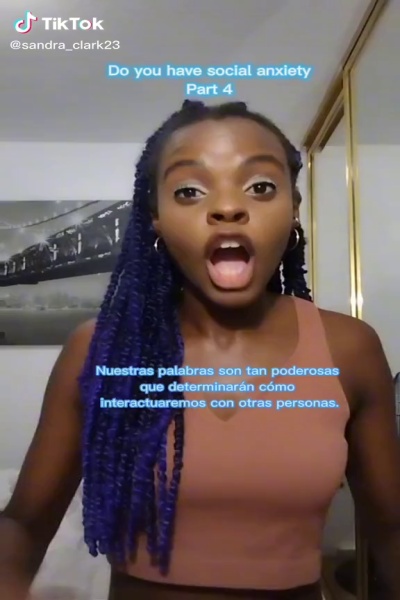 TikTok
@sandra_clark23
Do you have social anxiety
Part 4
Nuestras palabras son tan poderosas
que determinarán cómo
interactuaremos con otras personas.